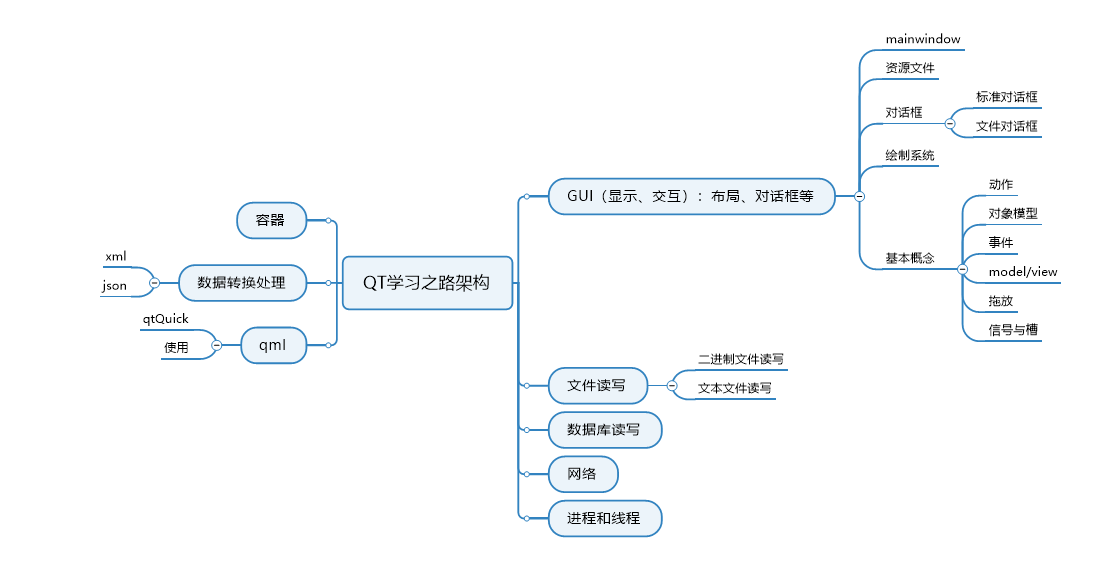 QT学习之路架构
GUI（显示、交互）：布局、对话框等
mainwindow
资源文件
对话框
标准对话框
文件对话框
绘制系统
基本概念
动作
对象模型
事件
model/view
拖放
信号与槽
文件读写
二进制文件读写
文本文件读写
数据库读写
网络
进程和线程
容器
数据转换处理
xml
json
qml
qtQuick
使用